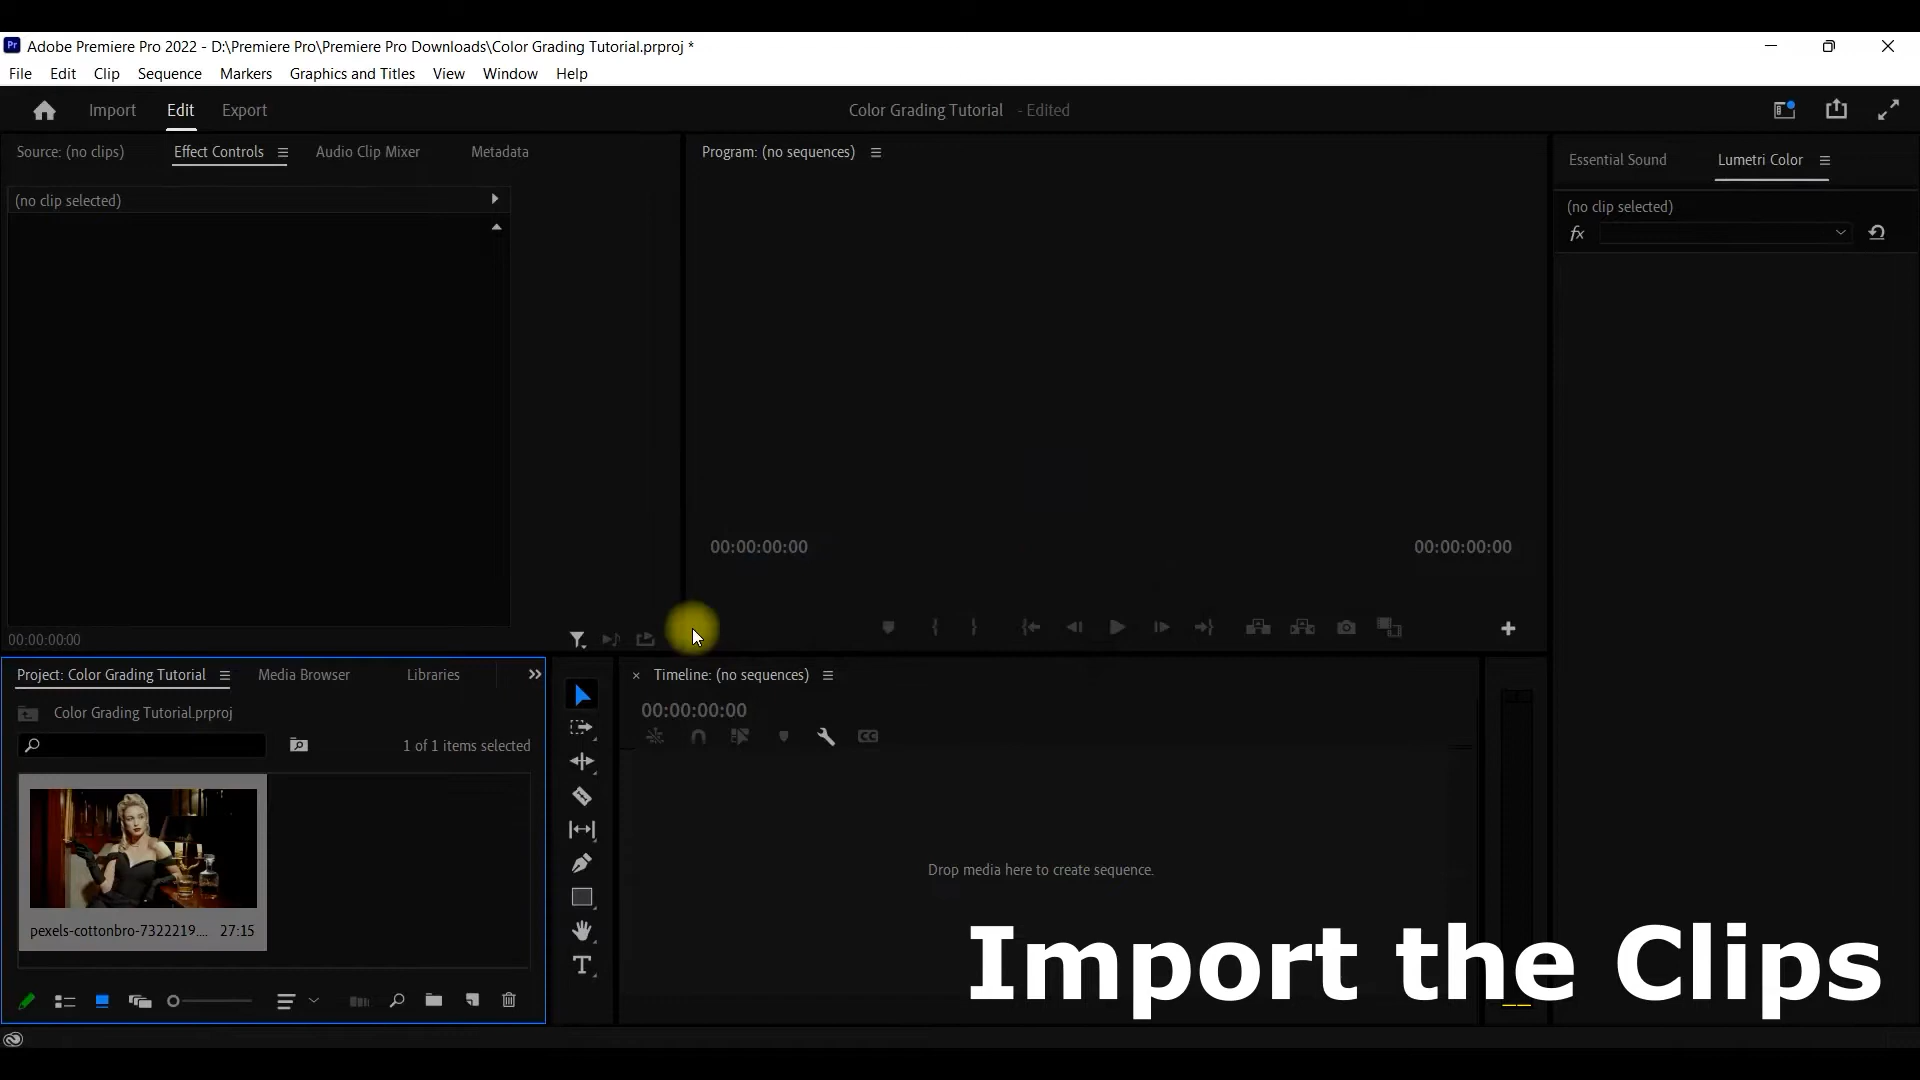 Pr Adobe Premiere Pro 2022 - D:\Premiere Pro\Premiere Pro Downloads\Color Grading Tutorial.prproj *
File Edit Clip Sequence Markers Graphics and Titles View Window Help
Import Edit Export Color Grading Tutorial - Edited
Source: (no clips) Effect Controls Audio Clip Mixer Metadata Program: (no sequences) Essential Sound Lumetri Color
(no clip selected) (no clip selected)
fx
00:00:00:00 00:00:00:00
00:00:00:00
Project: Color Grading Tutorial Media Browser Libraries Timeline: (no sequences)
Color Grading Tutorial.prproj 00:00:00:00
1 of 1 items selected CC
Drop media here to create sequence.
pexels-cottonbro-7322219.... 27:15
Import the Clips